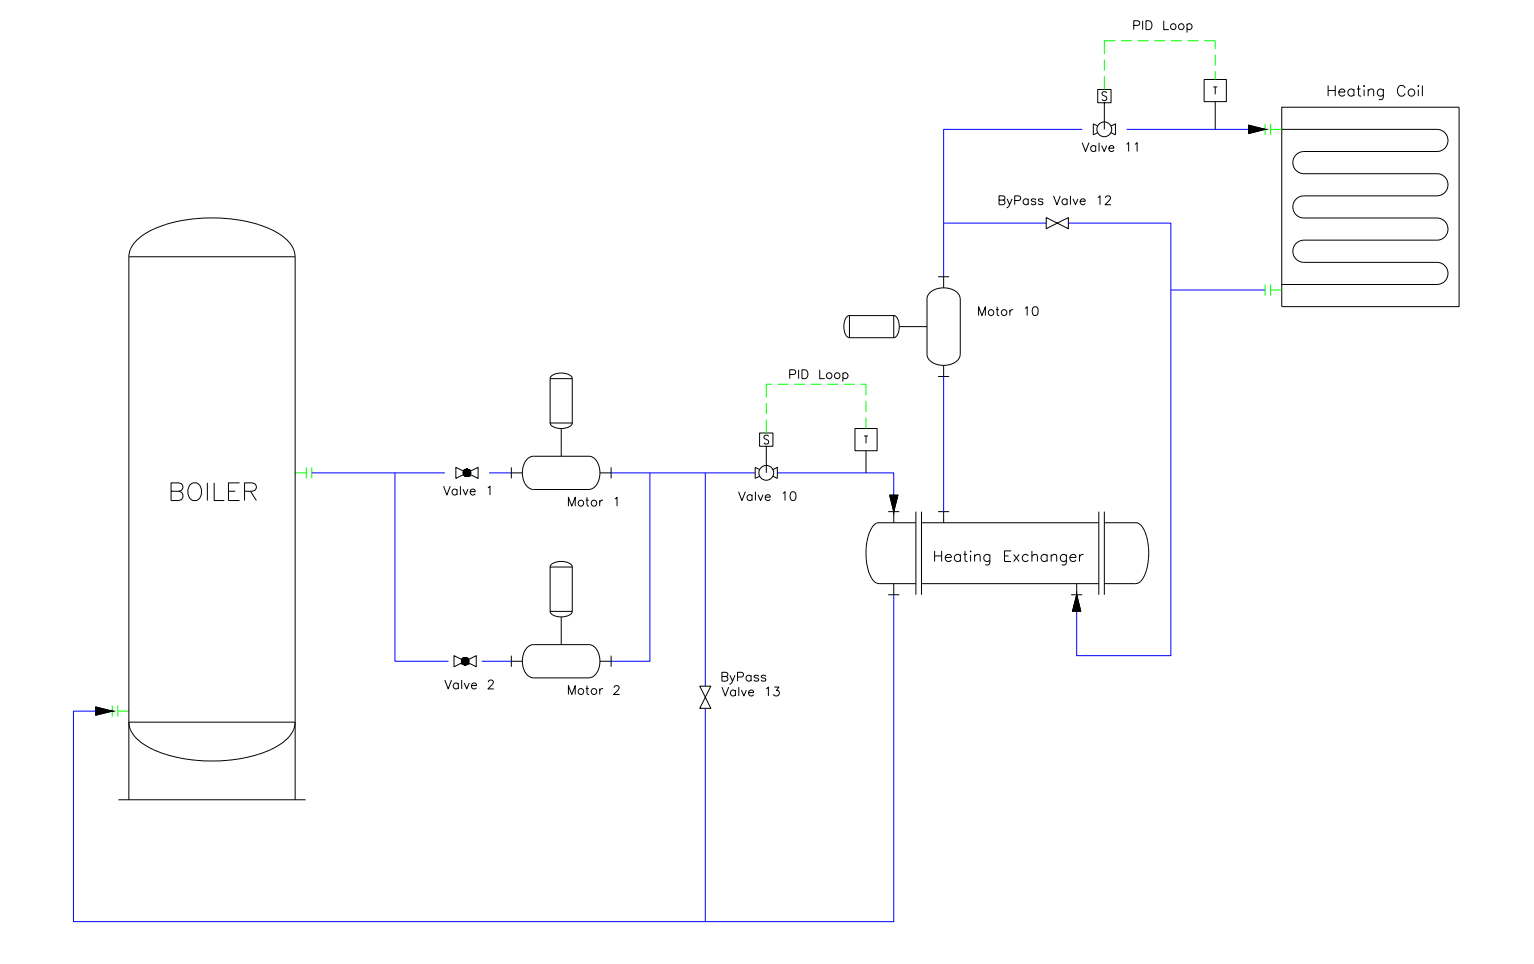 PID Loop
S
T
Heating Coil
Valve 11
ByPass Valve 12
Motor 10
PID Loop
S
T
BOILER
Valve 1
Motor 1
Valve 10
Heating Exchanger
Valve 2
Motor 2
ByPass
Valve 13